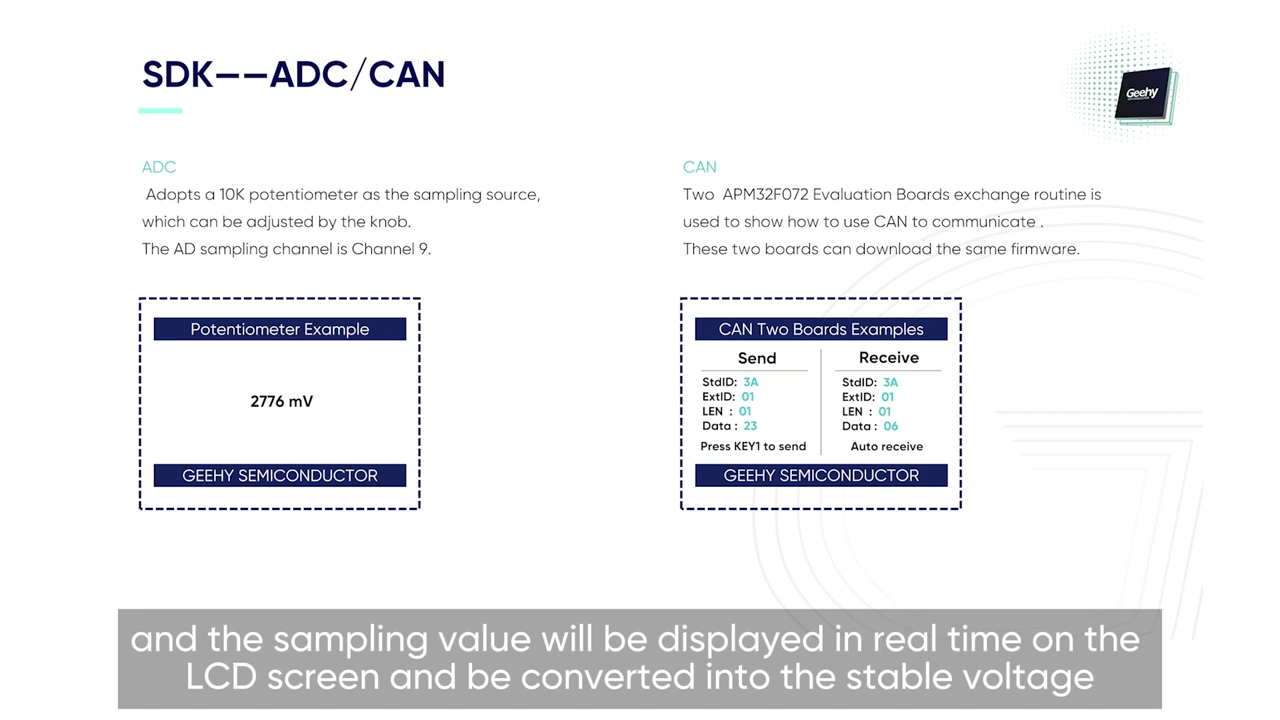 SDK——ADC/CAN
Geehy
ADC
Adopts a 10K potentiometer as the sampling source,
which can be adjusted by the knob.
The AD sampling channel is Channel 9.
Potentiometer Example
2776 mV
GEEHY SEMICONDUCTOR
CAN
Two APM32F072 Evaluation Boards exchange routine is
used to show how to use CAN to communicate .
These two boards can download the same firmware.
CAN Two Boards Examples
Send
StdID: 3A
ExtID: 01
LEN : 01
Data : 23
Press KEY1 to send
Receive
StdID: 3A
ExtID: 01
LEN : 01
Data : 06
Auto receive
GEEHY SEMICONDUCTOR
and the sampling value will be displayed in real time on the
LCD screen and be converted into the stable voltage